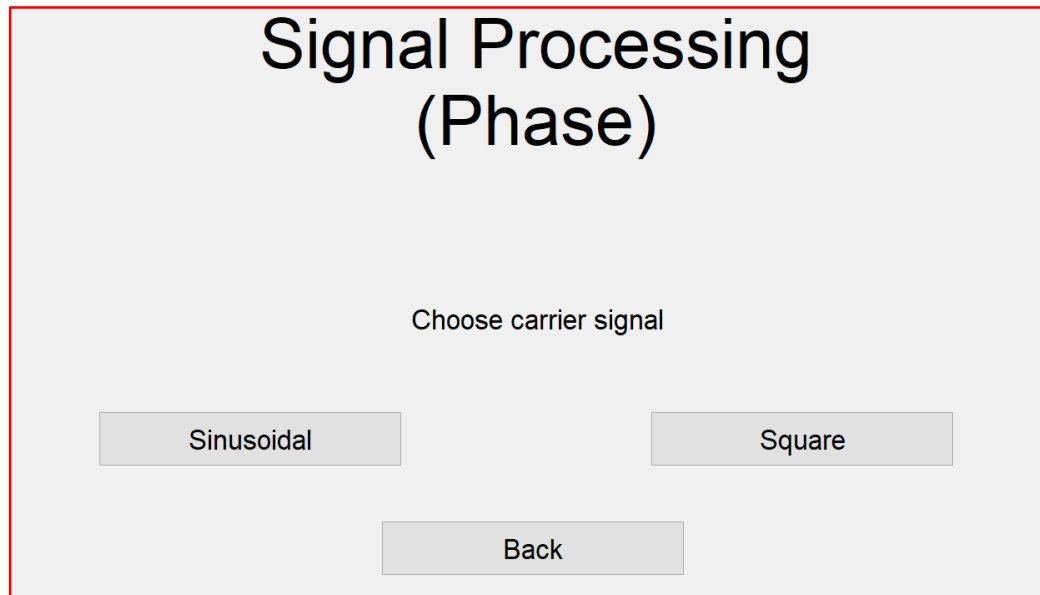 Signal Processing
(Phase)
Choose carrier signal
Sinusoidal
Square
Back